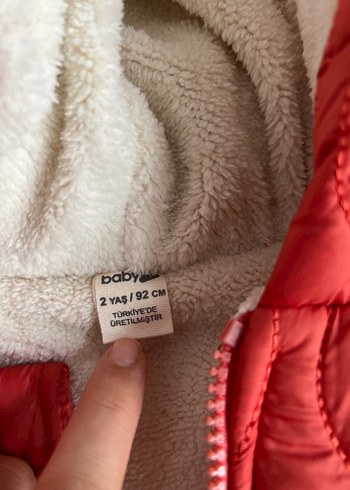 baby
2 YAŞ / 92 CM
TÜRKİYE'DE
ÜRETİLMİŞTİR